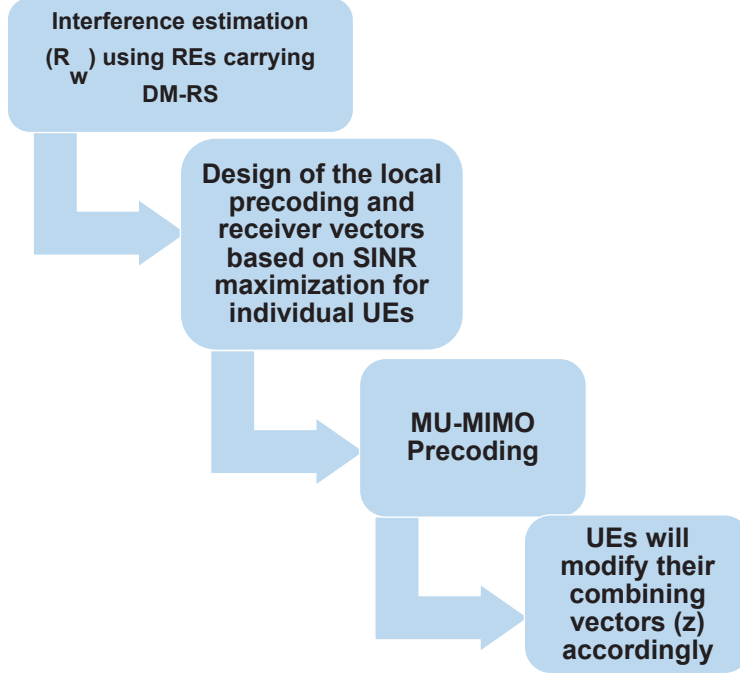 Interference estimation
(R_w) using REs carrying
DM-RS
Design of the local
precoding and
receiver vectors
based on SINR
maximization for
individual UEs
MU-MIMO
Precoding
UEs will
modify their
combining
vectors (z)
accordingly